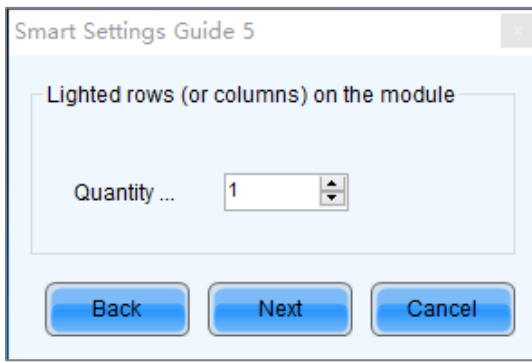 Smart Settings Guide 5
Lighted rows (or columns) on the module
Quantity ... 1
Back Next Cancel